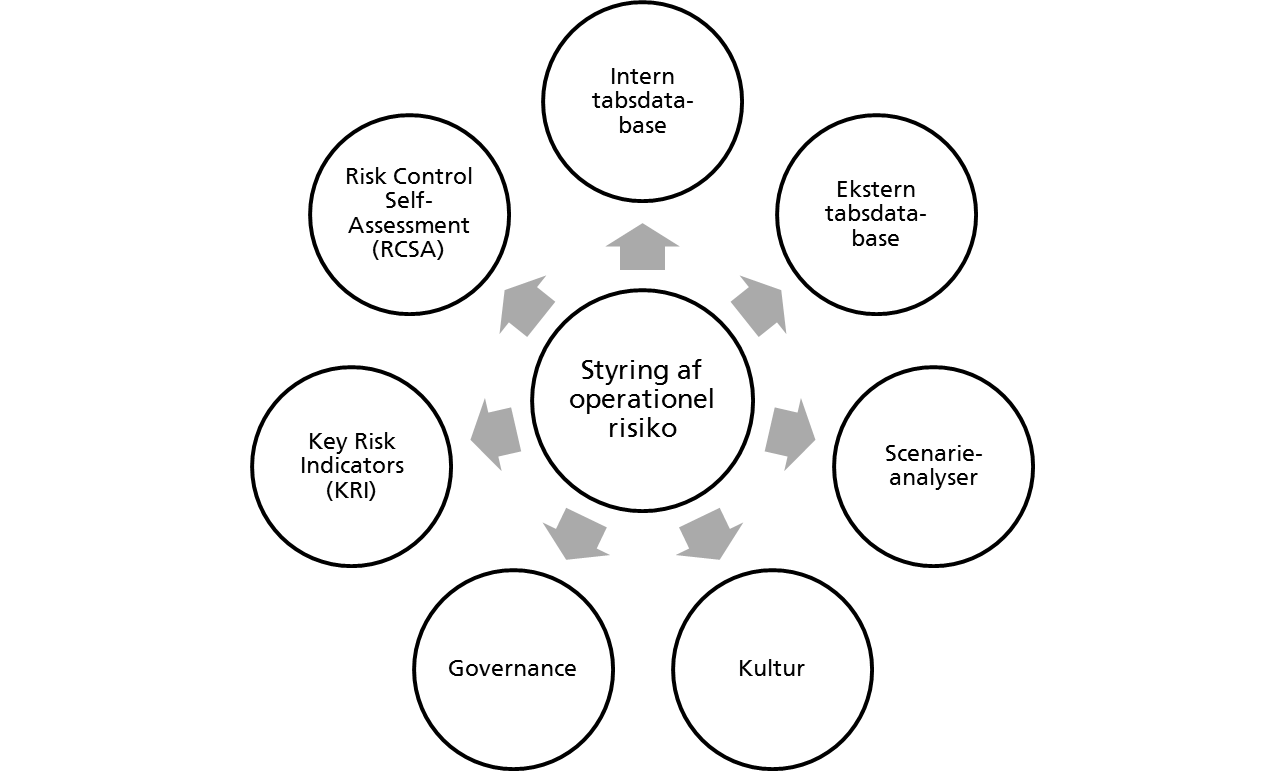 Intern
tabsdata-
base
Ekstern
tabsdata-
base
Scenarie-
analyser
Kultur
Governance
Key Risk
Indicators
(KRI)
Risk Control
Self-
Assessment
(RCSA)
Styring af
operationel
risiko